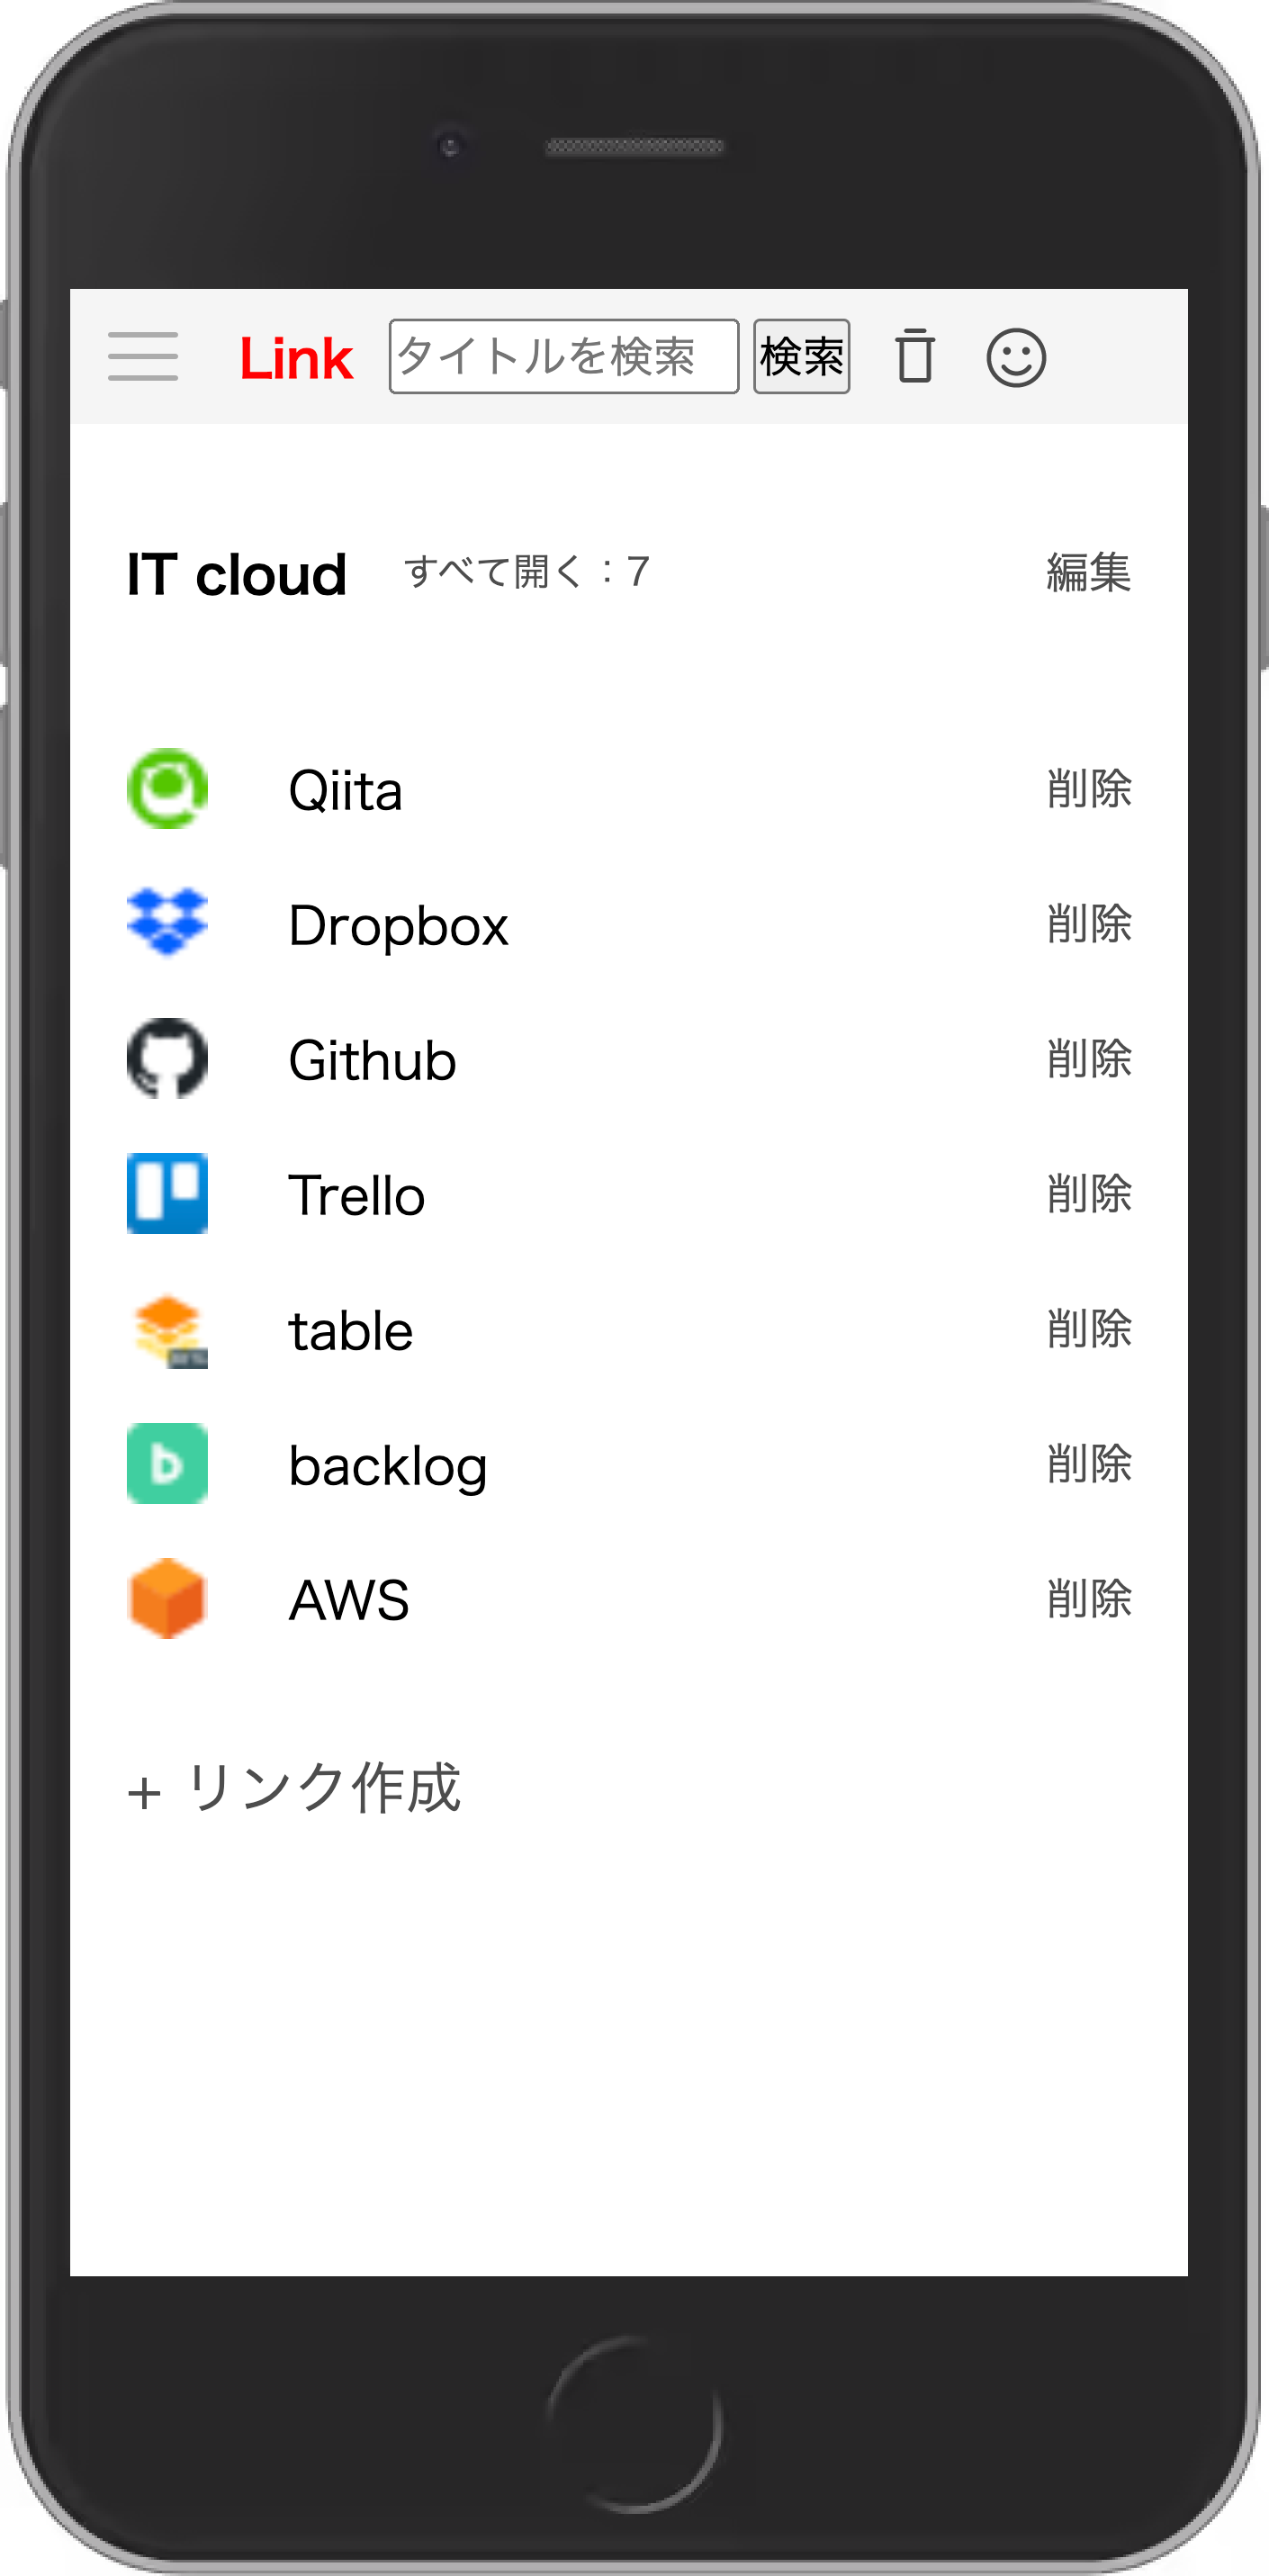 Link タイトルを検索 検索
IT cloud すべて開く：7 編集
Qiita 削除
Dropbox 削除
Github 削除
Trello 削除
table 削除
backlog 削除
AWS 削除
+ リンク作成